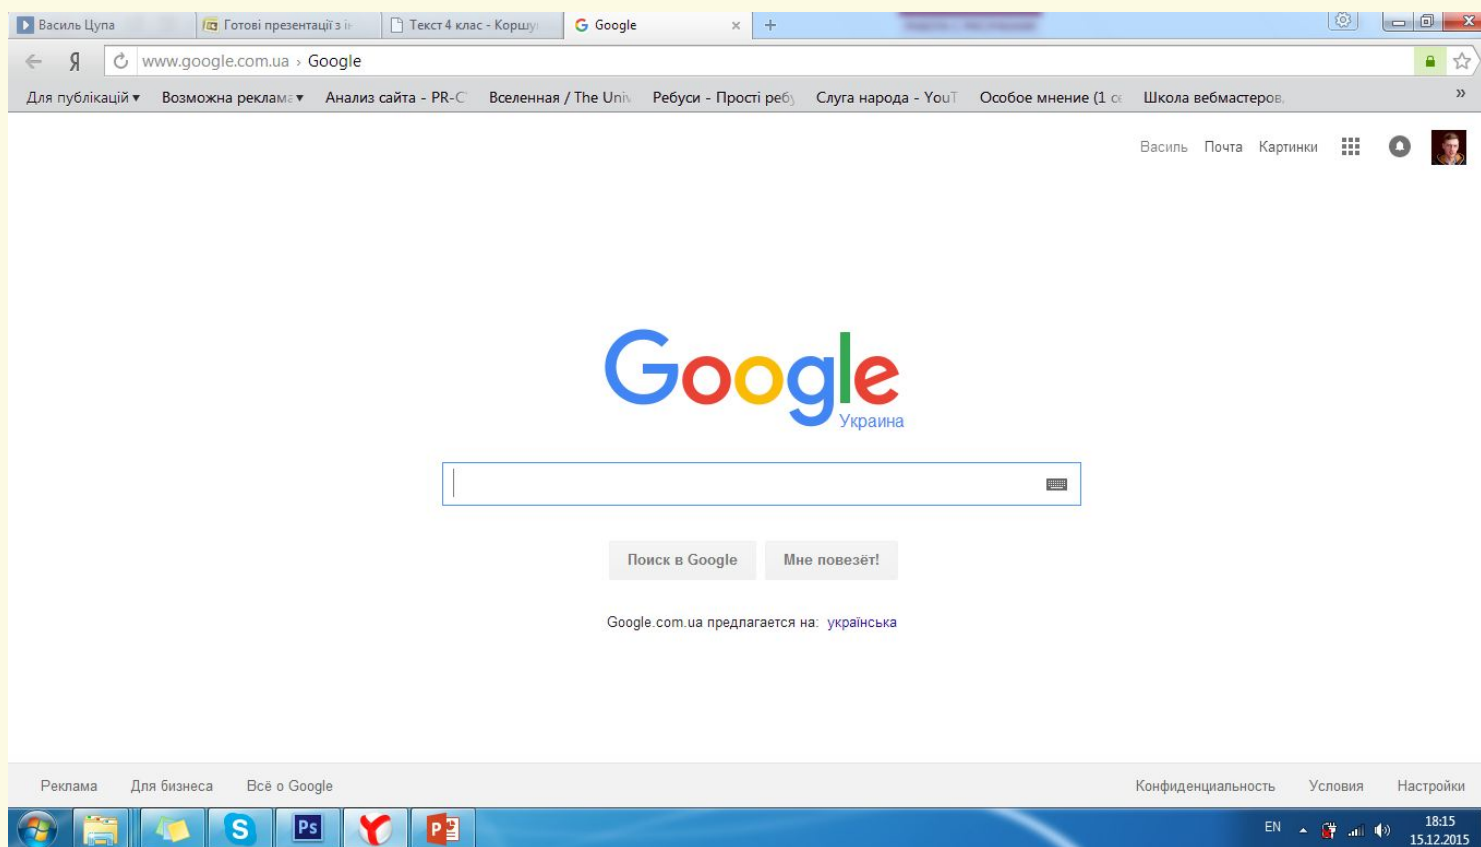 Василь Цупа Готові презентації з ін Текст 4 клас - Коршу Google
Я www.google.com.ua › Google
Для публікацій Возможна реклама Анализ сайта - PR-C Вселенная / The Univ Ребуси - Прості реб Слуга народа - YouT Особое мнение (1 се Школа вебмастеров, »
Василь Почта Картинки
Google
Украина
Поиск в Google Мне повезёт!
Google.com.ua предлагается на: українська
Реклама Для бизнеса Всё о Google Конфиденциальность Условия Настройки
S Ps Y P EN 18:15
15.12.2015